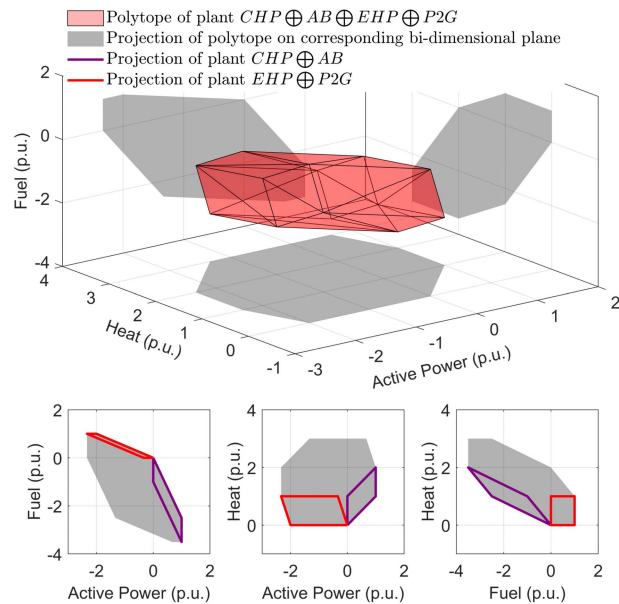 Polytope of plant CHP ⨁ AB ⨁ EHP ⨁ P2G
Projection of polytope on corresponding bi-dimensional plane
Projection of plant CHP ⨁ AB
Projection of plant EHP ⨁ P2G
2
0
-2
-4
Fuel (p.u.)
4
3
2
1
0
-1
Heat (p.u.)
-3
-2
-1
0
1
2
Active Power (p.u.)
2
0
-2
-4
Fuel (p.u.)
-2
0
2
Active Power (p.u.)
4
2
0
Heat (p.u.)
-2
0
2
Active Power (p.u.)
4
2
0
Heat (p.u.)
-4
-2
0
2
Fuel (p.u.)